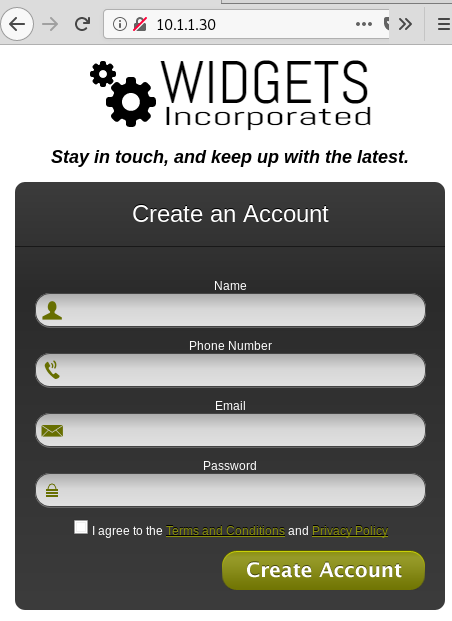 10.1.1.30
WIDGETS
Incorporated
Stay in touch, and keep up with the latest.
Create an Account
Name
Phone Number
Email
Password
I agree to the Terms and Conditions and Privacy Policy
Create Account